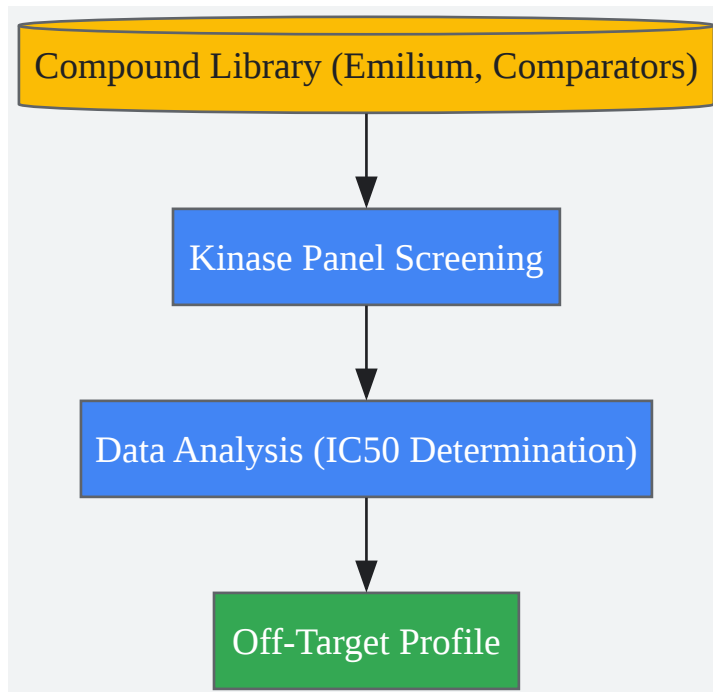 Compound Library (Emilium, Comparators)
Kinase Panel Screening
Data Analysis (IC50 Determination)
Off-Target Profile